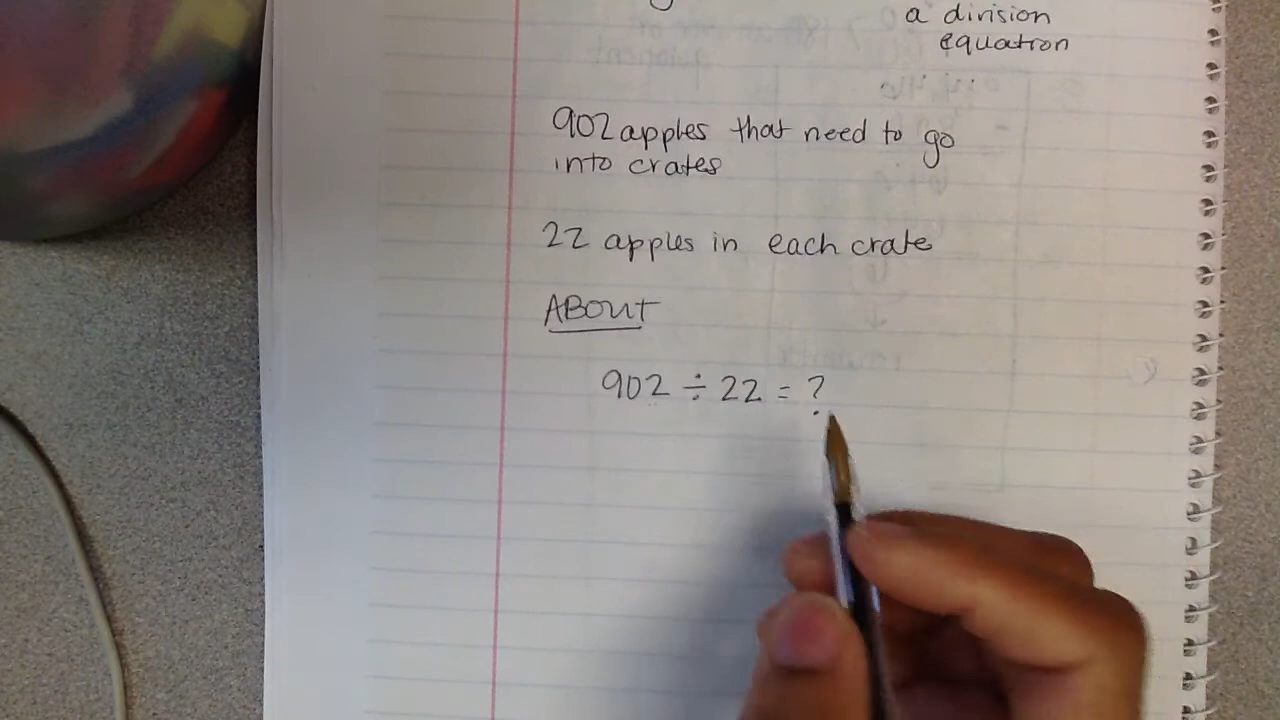 a division
equation
902 apples that need to go
into crates
22 apples in each crate
ABOUT
902 ÷ 22 = ?